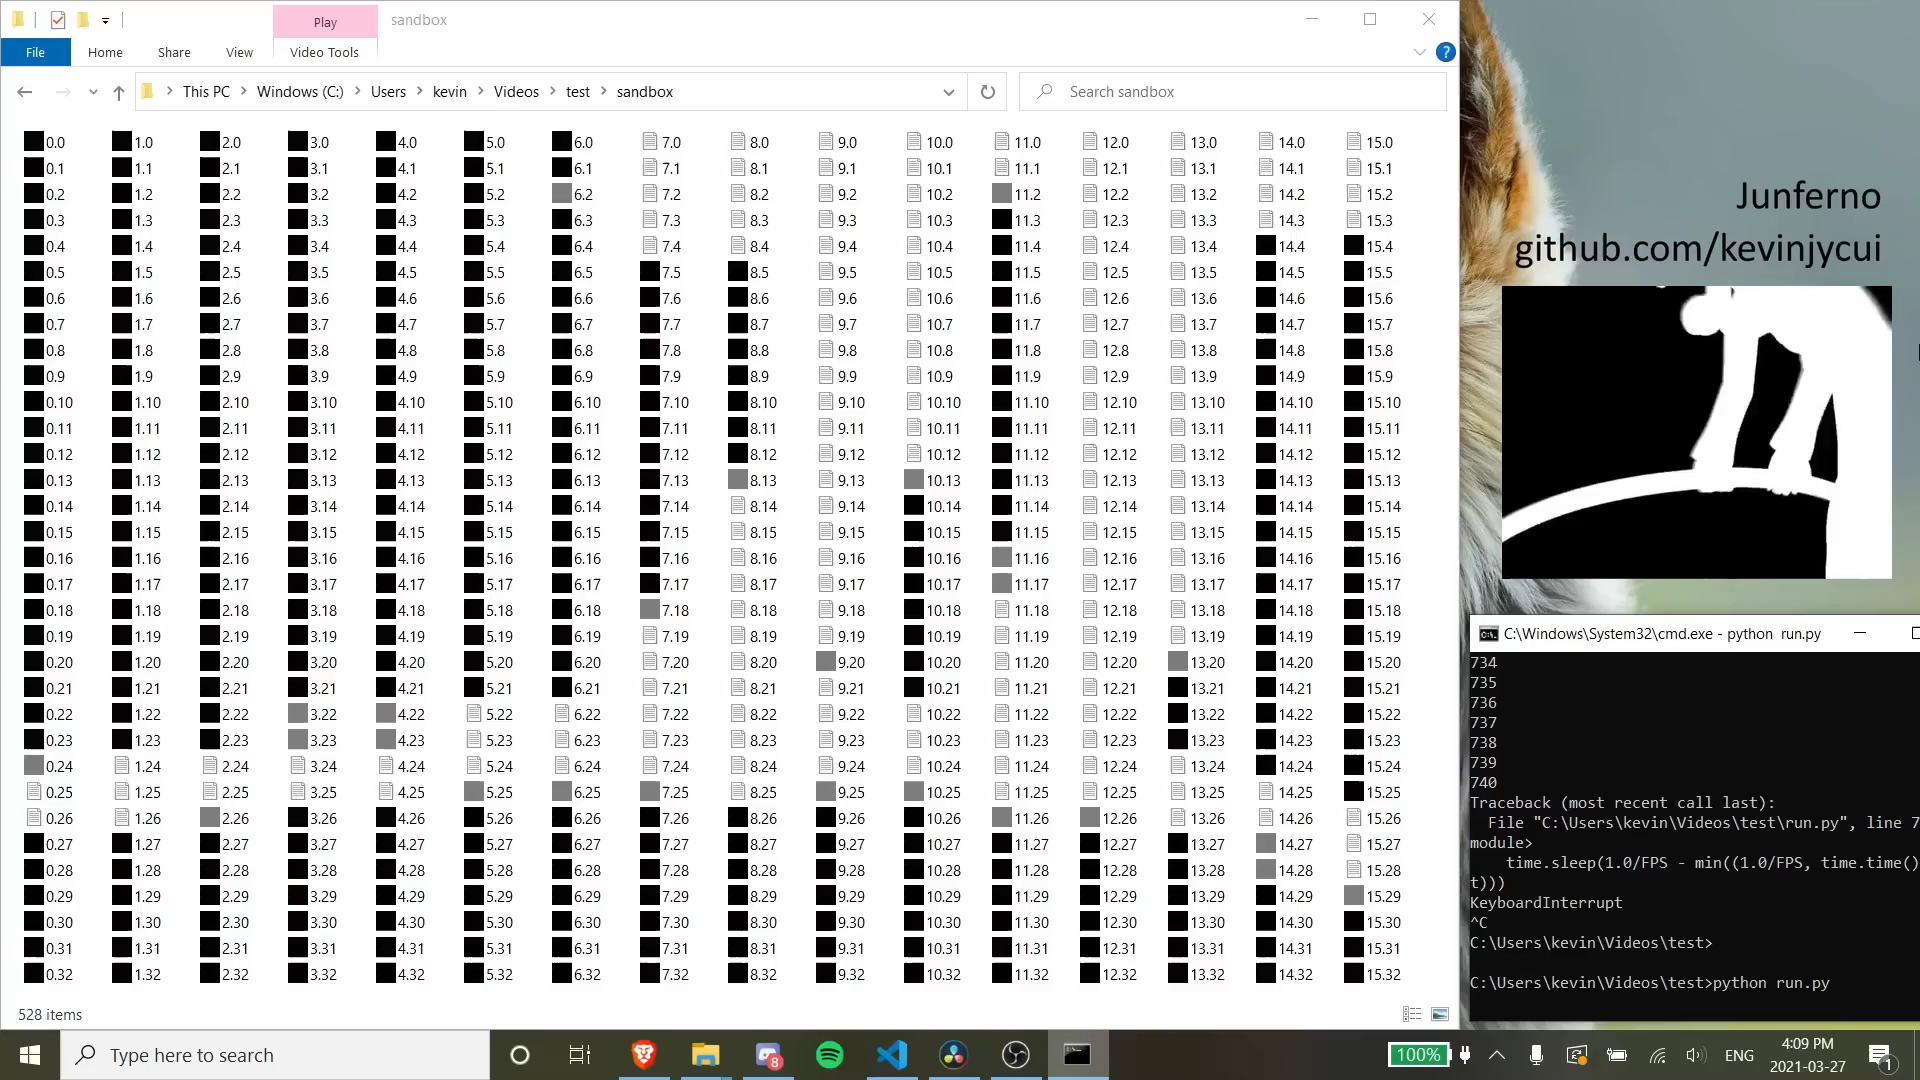 Play
sandbox
File
Home
Share
View
Video Tools
?
This PC
Windows (C:)
Users
kevin
Videos
test
sandbox
Search sandbox
0.0 1.0 2.0 3.0 4.0 5.0 6.0 7.0 8.0 9.0 10.0 11.0 12.0 13.0 14.0 15.0
0.1 1.1 2.1 3.1 4.1 5.1 6.1 7.1 8.1 9.1 10.1 11.1 12.1 13.1 14.1 15.1
0.2 1.2 2.2 3.2 4.2 5.2 6.2 7.2 8.2 9.2 10.2 11.2 12.2 13.2 14.2 15.2
0.3 1.3 2.3 3.3 4.3 5.3 6.3 7.3 8.3 9.3 10.3 11.3 12.3 13.3 14.3 15.3
0.4 1.4 2.4 3.4 4.4 5.4 6.4 7.4 8.4 9.4 10.4 11.4 12.4 13.4 14.4 15.4
0.5 1.5 2.5 3.5 4.5 5.5 6.5 7.5 8.5 9.5 10.5 11.5 12.5 13.5 14.5 15.5
0.6 1.6 2.6 3.6 4.6 5.6 6.6 7.6 8.6 9.6 10.6 11.6 12.6 13.6 14.6 15.6
0.7 1.7 2.7 3.7 4.7 5.7 6.7 7.7 8.7 9.7 10.7 11.7 12.7 13.7 14.7 15.7
0.8 1.8 2.8 3.8 4.8 5.8 6.8 7.8 8.8 9.8 10.8 11.8 12.8 13.8 14.8 15.8
0.9 1.9 2.9 3.9 4.9 5.9 6.9 7.9 8.9 9.9 10.9 11.9 12.9 13.9 14.9 15.9
0.10 1.10 2.10 3.10 4.10 5.10 6.10 7.10 8.10 9.10 10.10 11.10 12.10 13.10 14.10 15.10
0.11 1.11 2.11 3.11 4.11 5.11 6.11 7.11 8.11 9.11 10.11 11.11 12.11 13.11 14.11 15.11
0.12 1.12 2.12 3.12 4.12 5.12 6.12 7.12 8.12 9.12 10.12 11.12 12.12 13.12 14.12 15.12
0.13 1.13 2.13 3.13 4.13 5.13 6.13 7.13 8.13 9.13 10.13 11.13 12.13 13.13 14.13 15.13
0.14 1.14 2.14 3.14 4.14 5.14 6.14 7.14 8.14 9.14 10.14 11.14 12.14 13.14 14.14 15.14
0.15 1.15 2.15 3.15 4.15 5.15 6.15 7.15 8.15 9.15 10.15 11.15 12.15 13.15 14.15 15.15
0.16 1.16 2.16 3.16 4.16 5.16 6.16 7.16 8.16 9.16 10.16 11.16 12.16 13.16 14.16 15.16
0.17 1.17 2.17 3.17 4.17 5.17 6.17 7.17 8.17 9.17 10.17 11.17 12.17 13.17 14.17 15.17
0.18 1.18 2.18 3.18 4.18 5.18 6.18 7.18 8.18 9.18 10.18 11.18 12.18 13.18 14.18 15.18
0.19 1.19 2.19 3.19 4.19 5.19 6.19 7.19 8.19 9.19 10.19 11.19 12.19 13.19 14.19 15.19
0.20 1.20 2.20 3.20 4.20 5.20 6.20 7.20 8.20 9.20 10.20 11.20 12.20 13.20 14.20 15.20
0.21 1.21 2.21 3.21 4.21 5.21 6.21 7.21 8.21 9.21 10.21 11.21 12.21 13.21 14.21 15.21
0.22 1.22 2.22 3.22 4.22 5.22 6.22 7.22 8.22 9.22 10.22 11.22 12.22 13.22 14.22 15.22
0.23 1.23 2.23 3.23 4.23 5.23 6.23 7.23 8.23 9.23 10.23 11.23 12.23 13.23 14.23 15.23
0.24 1.24 2.24 3.24 4.24 5.24 6.24 7.24 8.24 9.24 10.24 11.24 12.24 13.24 14.24 15.24
0.25 1.25 2.25 3.25 4.25 5.25 6.25 7.25 8.25 9.25 10.25 11.25 12.25 13.25 14.25 15.25
0.26 1.26 2.26 3.26 4.26 5.26 6.26 7.26 8.26 9.26 10.26 11.26 12.26 13.26 14.26 15.26
0.27 1.27 2.27 3.27 4.27 5.27 6.27 7.27 8.27 9.27 10.27 11.27 12.27 13.27 14.27 15.27
0.28 1.28 2.28 3.28 4.28 5.28 6.28 7.28 8.28 9.28 10.28 11.28 12.28 13.28 14.28 15.28
0.29 1.29 2.29 3.29 4.29 5.29 6.29 7.29 8.29 9.29 10.29 11.29 12.29 13.29 14.29 15.29
0.30 1.30 2.30 3.30 4.30 5.30 6.30 7.30 8.30 9.30 10.30 11.30 12.30 13.30 14.30 15.30
0.31 1.31 2.31 3.31 4.31 5.31 6.31 7.31 8.31 9.31 10.31 11.31 12.31 13.31 14.31 15.31
0.32 1.32 2.32 3.32 4.32 5.32 6.32 7.32 8.32 9.32 10.32 11.32 12.32 13.32 14.32 15.32
528 items
Junferno
github.com/kevinjycui
C:\Windows\System32\cmd.exe - python run.py
734
735
736
737
738
739
740
Traceback (most recent call last):
File "C:\Users\kevin\Videos\test\run.py", line 7
module>
time.sleep(1.0/FPS - min((1.0/FPS, time.time()
t)))
KeyboardInterrupt
^C
C:\Users\kevin\Videos\test>
C:\Users\kevin\Videos\test>python run.py
Type here to search
8
100%
ENG
4:09 PM
2021-03-27
1